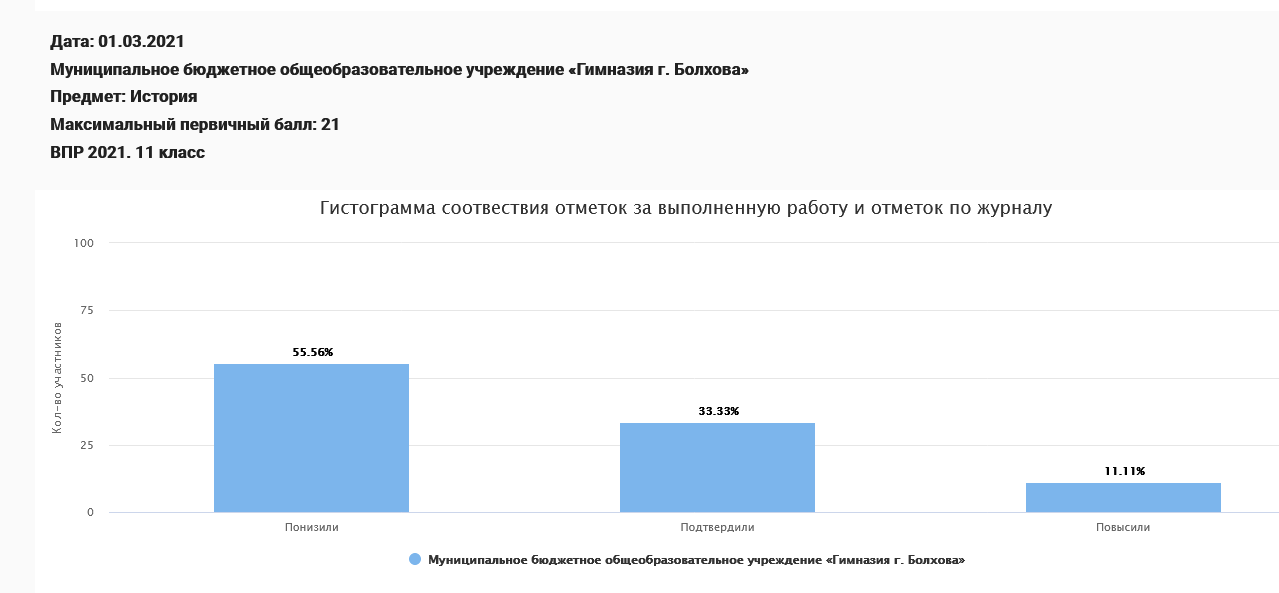 Дата: 01.03.2021
Муниципальное бюджетное общеобразовательное учреждение «Гимназия г. Болхова»
Предмет: История
Максимальный первичный балл: 21
ВПР 2021. 11 класс
Гистограмма соотвествия отметок за выполненную работу и отметок по журналу
Кол-во участников
100
75
50
25
0
55.56%
33.33%
11.11%
Понизили
Подтвердили
Повысили
Муниципальное бюджетное общеобразовательное учреждение «Гимназия г. Болхова»